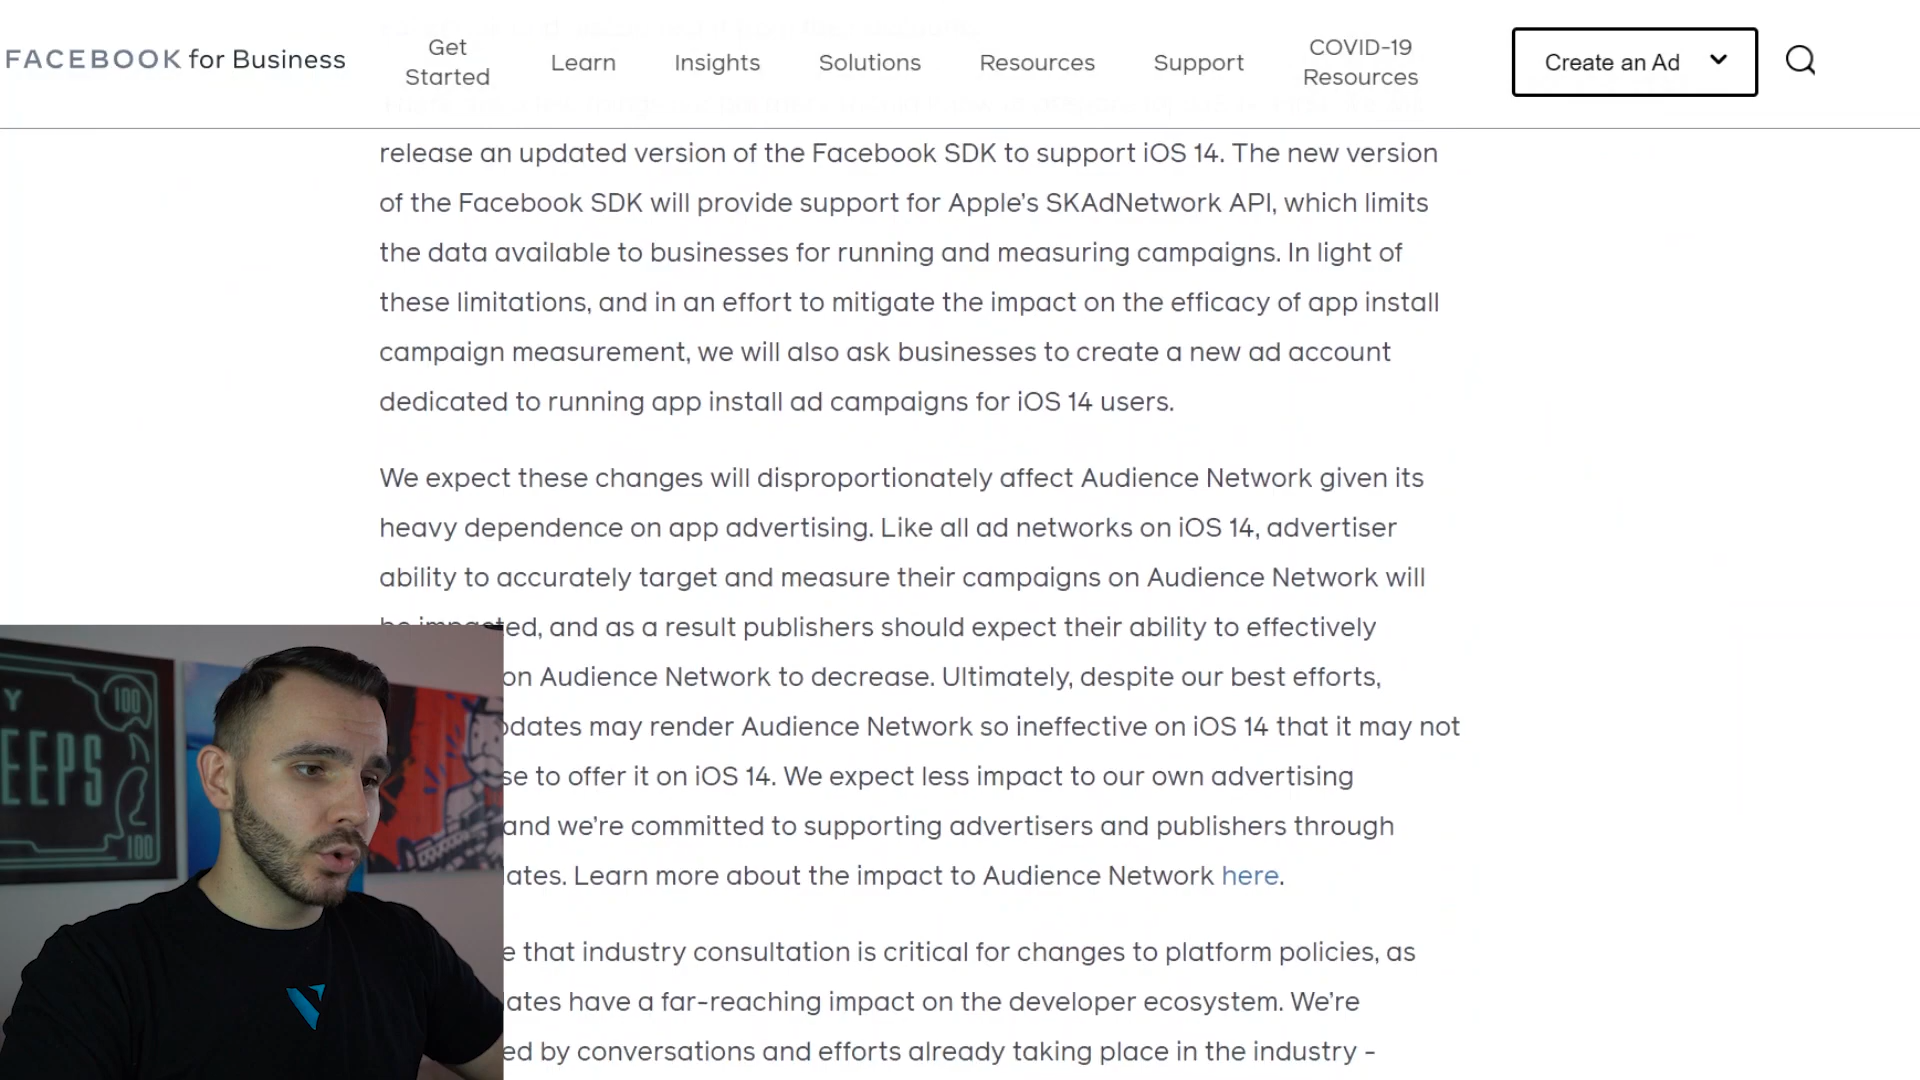 FACEBOOK for Business
Get Started
Learn
Insights
Solutions
Resources
Support
COVID-19 Resources
Create an Ad
release an updated version of the Facebook SDK to support iOS 14. The new version
of the Facebook SDK will provide support for Apple's SKAdNetwork API, which limits
the data available to businesses for running and measuring campaigns. In light of
these limitations, and in an effort to mitigate the impact on the efficacy of app install
campaign measurement, we will also ask businesses to create a new ad account
dedicated to running app install ad campaigns for iOS 14 users.
We expect these changes will disproportionately affect Audience Network given its
heavy dependence on app advertising. Like all ad networks on iOS 14, advertiser
ability to accurately target and measure their campaigns on Audience Network will
be impacted, and as a result publishers should expect their ability to effectively
on Audience Network to decrease. Ultimately, despite our best efforts,
dates may render Audience Network so ineffective on iOS 14 that it may not
se to offer it on iOS 14. We expect less impact to our own advertising
and we're committed to supporting advertisers and publishers through
ates. Learn more about the impact to Audience Network here.
e that industry consultation is critical for changes to platform policies, as
ates have a far-reaching impact on the developer ecosystem. We're
ed by conversations and efforts already taking place in the industry -
Y
100
EEPS
100